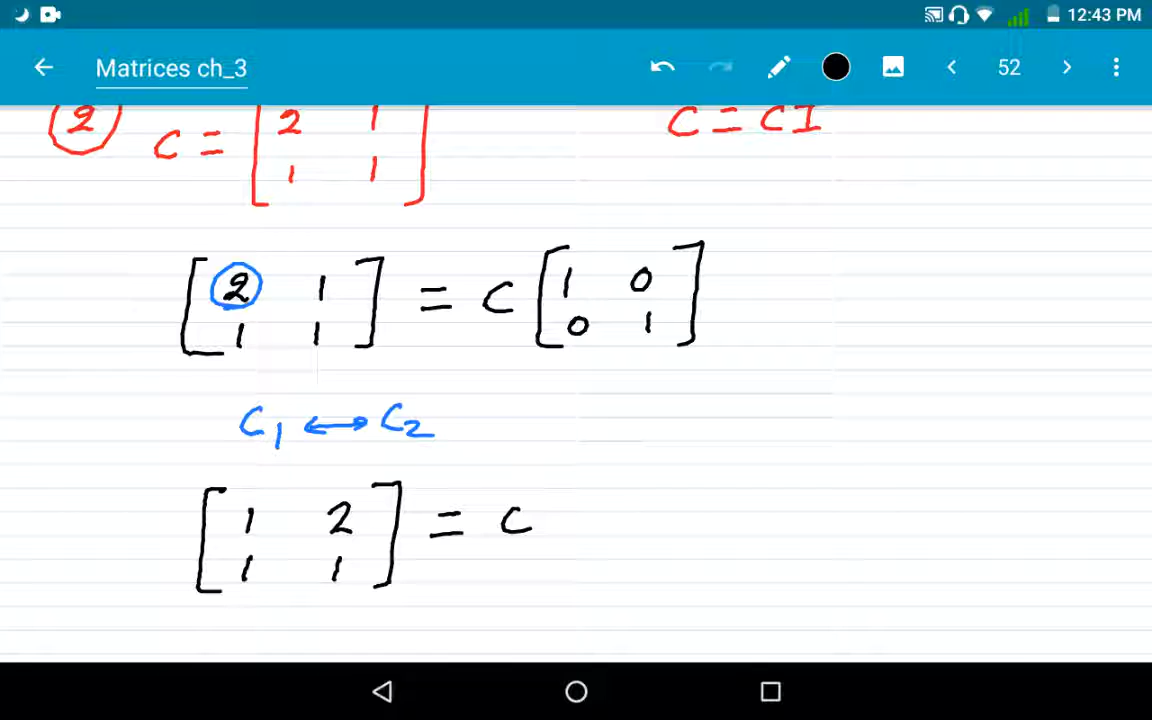 12:43 PM
Matrices ch_3
52
② C = [ 2 1
1 1 ]
C = CI
[ 2 1
1 1 ] = C [ 1 0
0 1 ]
C₁ ↔ C₂
[ 1 2
1 1 ] = C